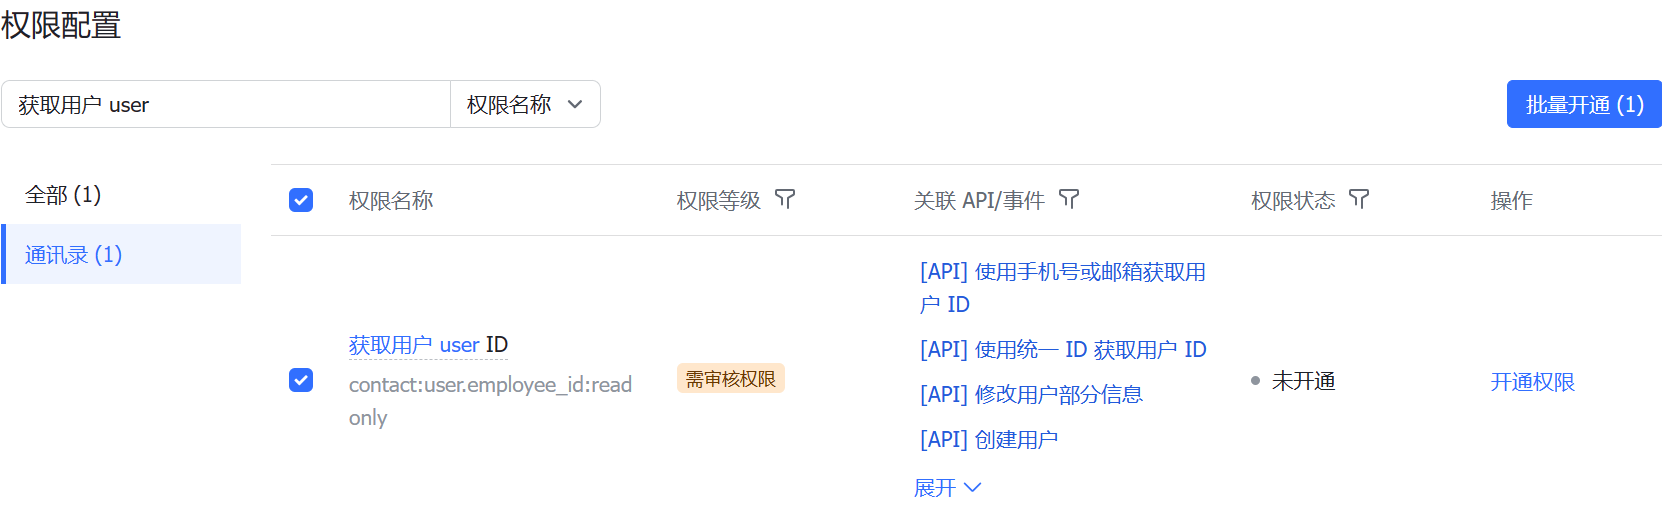 权限配置
获取用户 user
权限名称
批量开通 (1)
全部 (1)
通讯录 (1)
权限名称
权限等级
关联 API/事件
权限状态
操作
获取用户 user ID
contact:user.employee_id:read
only
需审核权限
[API] 使用手机号或邮箱获取用
户 ID
[API] 使用统一 ID 获取用户 ID
[API] 修改用户部分信息
[API] 创建用户
展开
未开通
开通权限